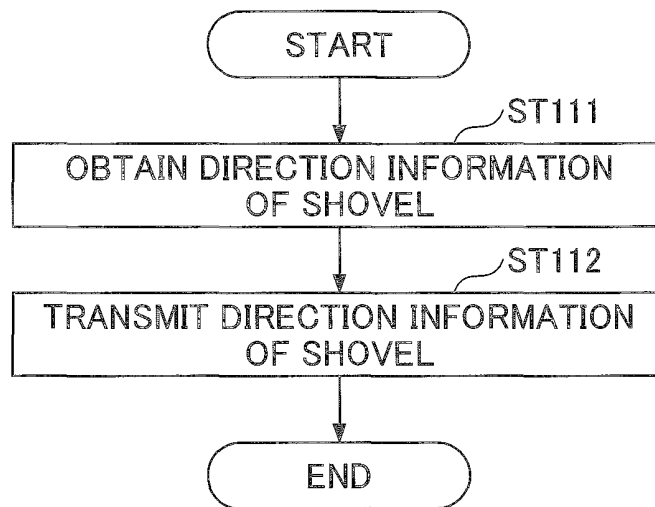 START
ST111
OBTAIN DIRECTION INFORMATION
OF SHOVEL
ST112
TRANSMIT DIRECTION INFORMATION
OF SHOVEL
END